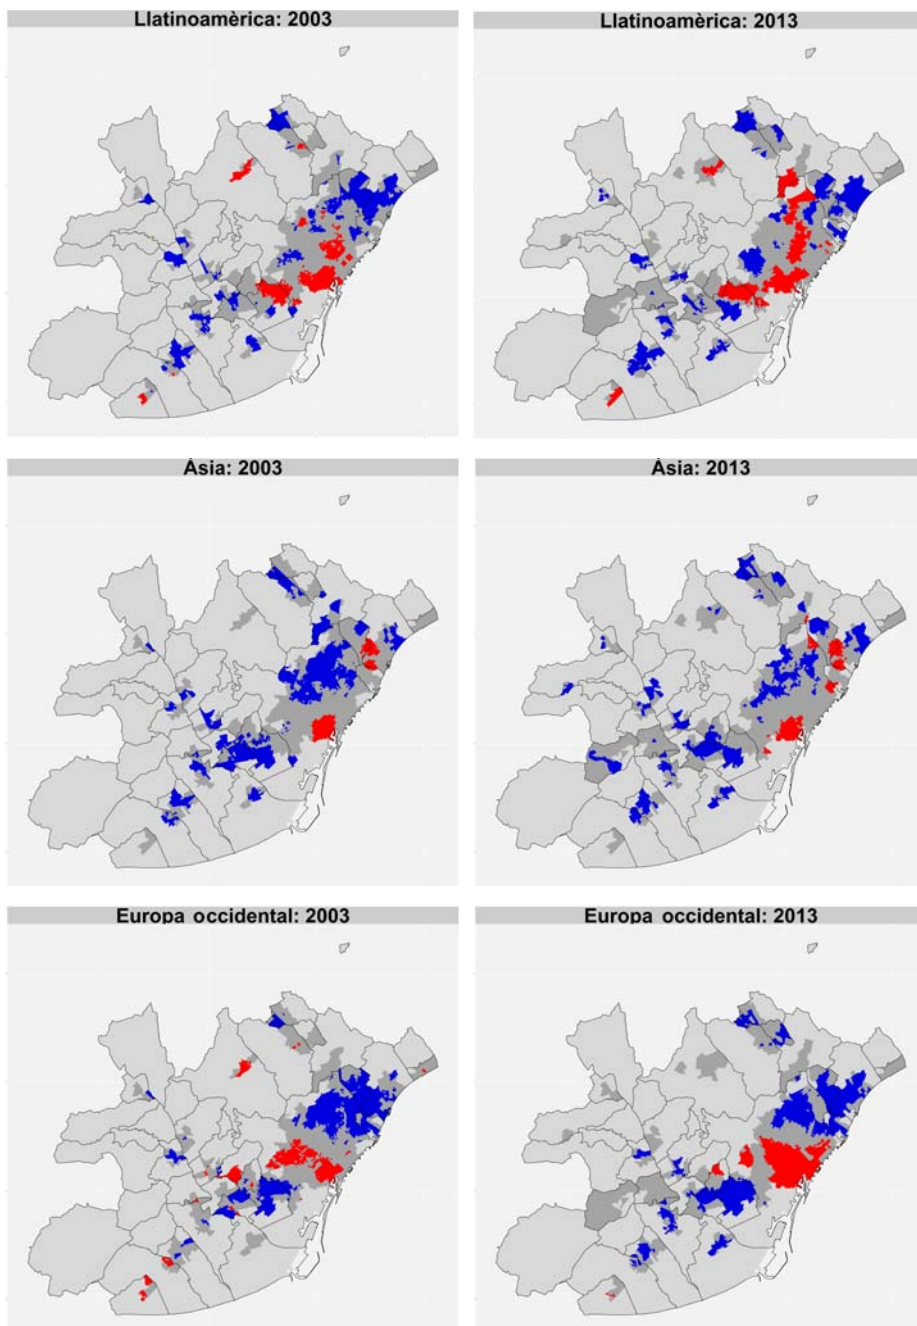 Llatinoamèrica: 2003
Llatinoamèrica: 2013
Àsia: 2003
Àsia: 2013
Europa occidental: 2003
Europa occidental: 2013